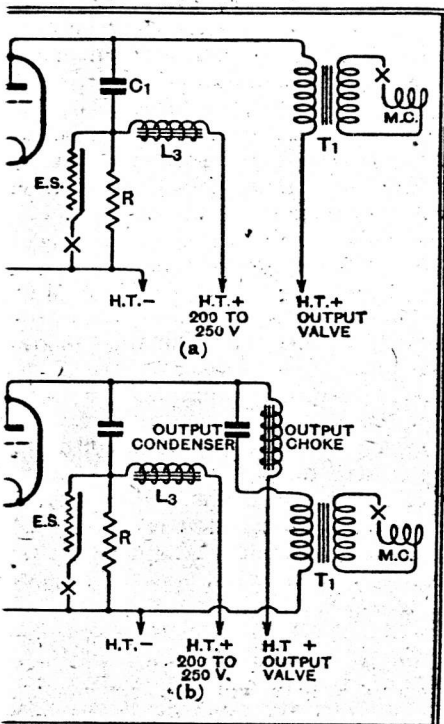 C1
E.S.
R
L3
T1
M.C.
H.T.-
H.T.+
200 TO
250 V
H.T.+
OUTPUT
VALVE
(a)
OUTPUT
CONDENSER
OUTPUT
CHOKE
E.S.
R
L3
T1
M.C.
H.T.-
H.T.+
200 TO
250 V.
H.T +
OUTPUT
VALVE
(b)